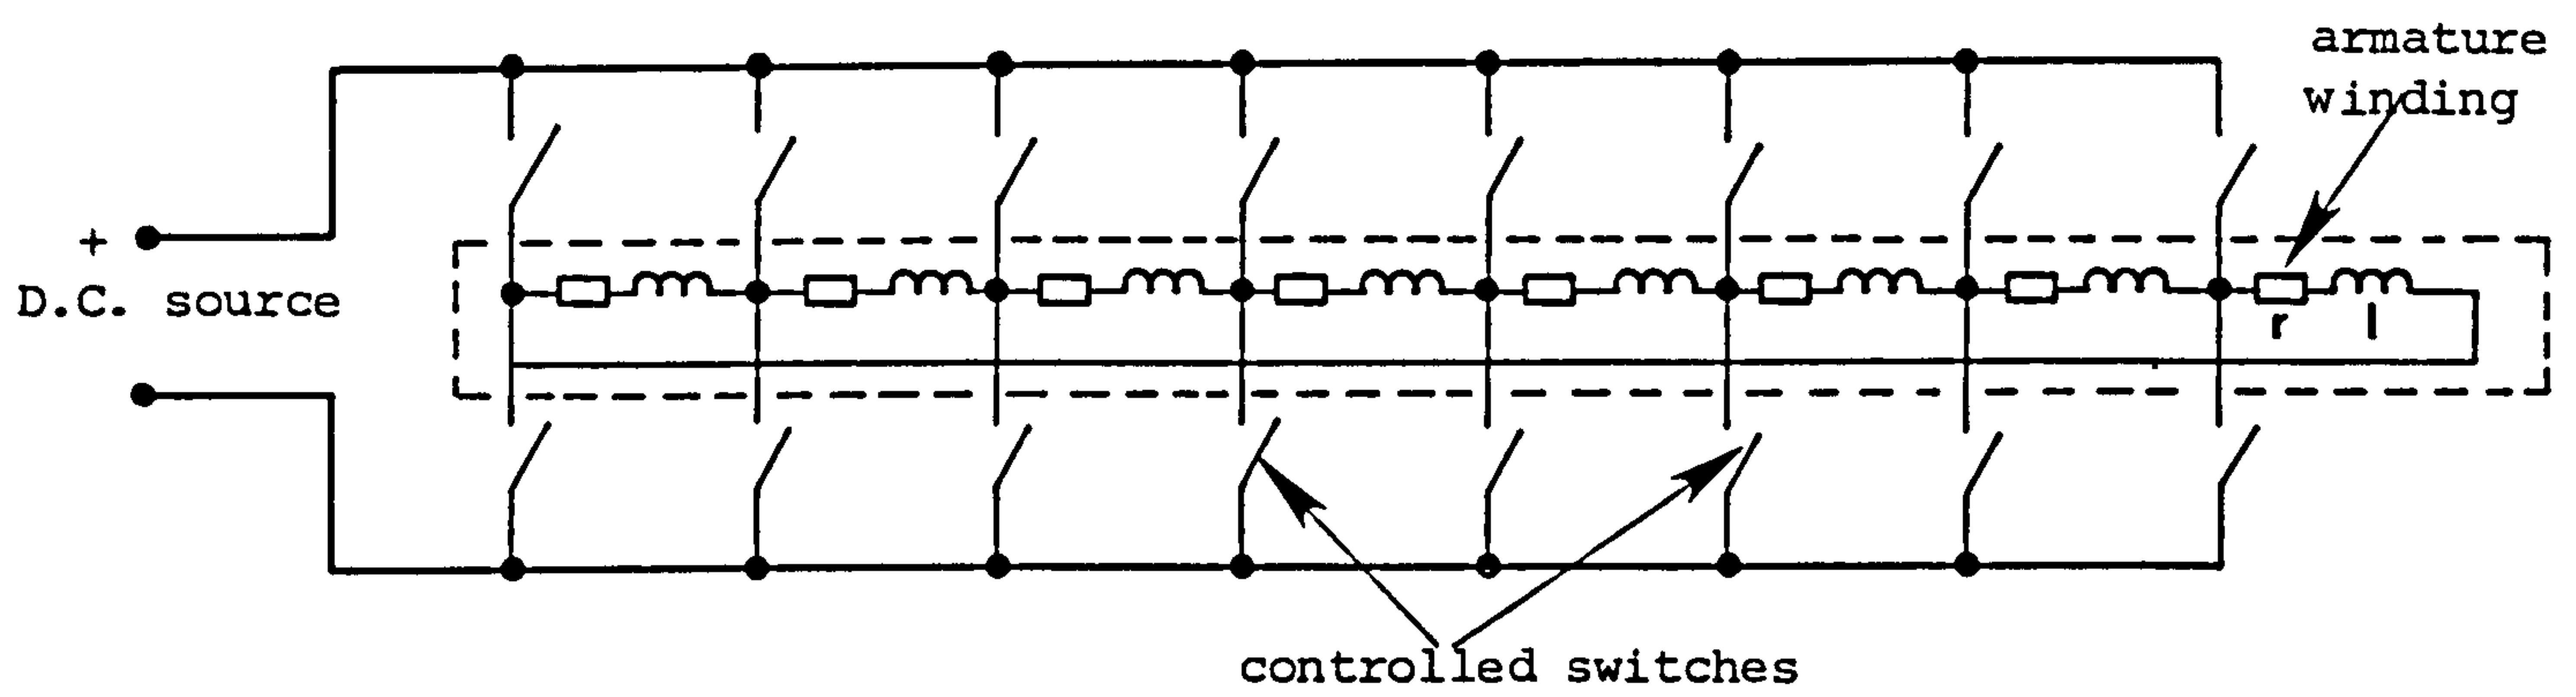 armature
winding
+
D.C. source
r l
controlled switches